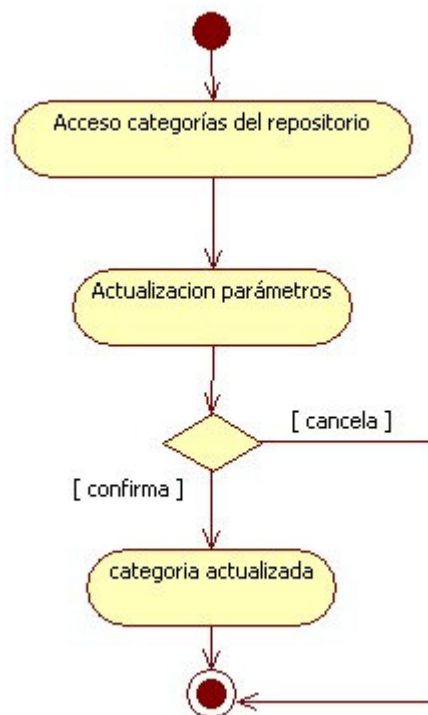 Acceso categorías del repositorio
Actualizacion parámetros
[ cancela ]
[ confirma ]
categoria actualizada